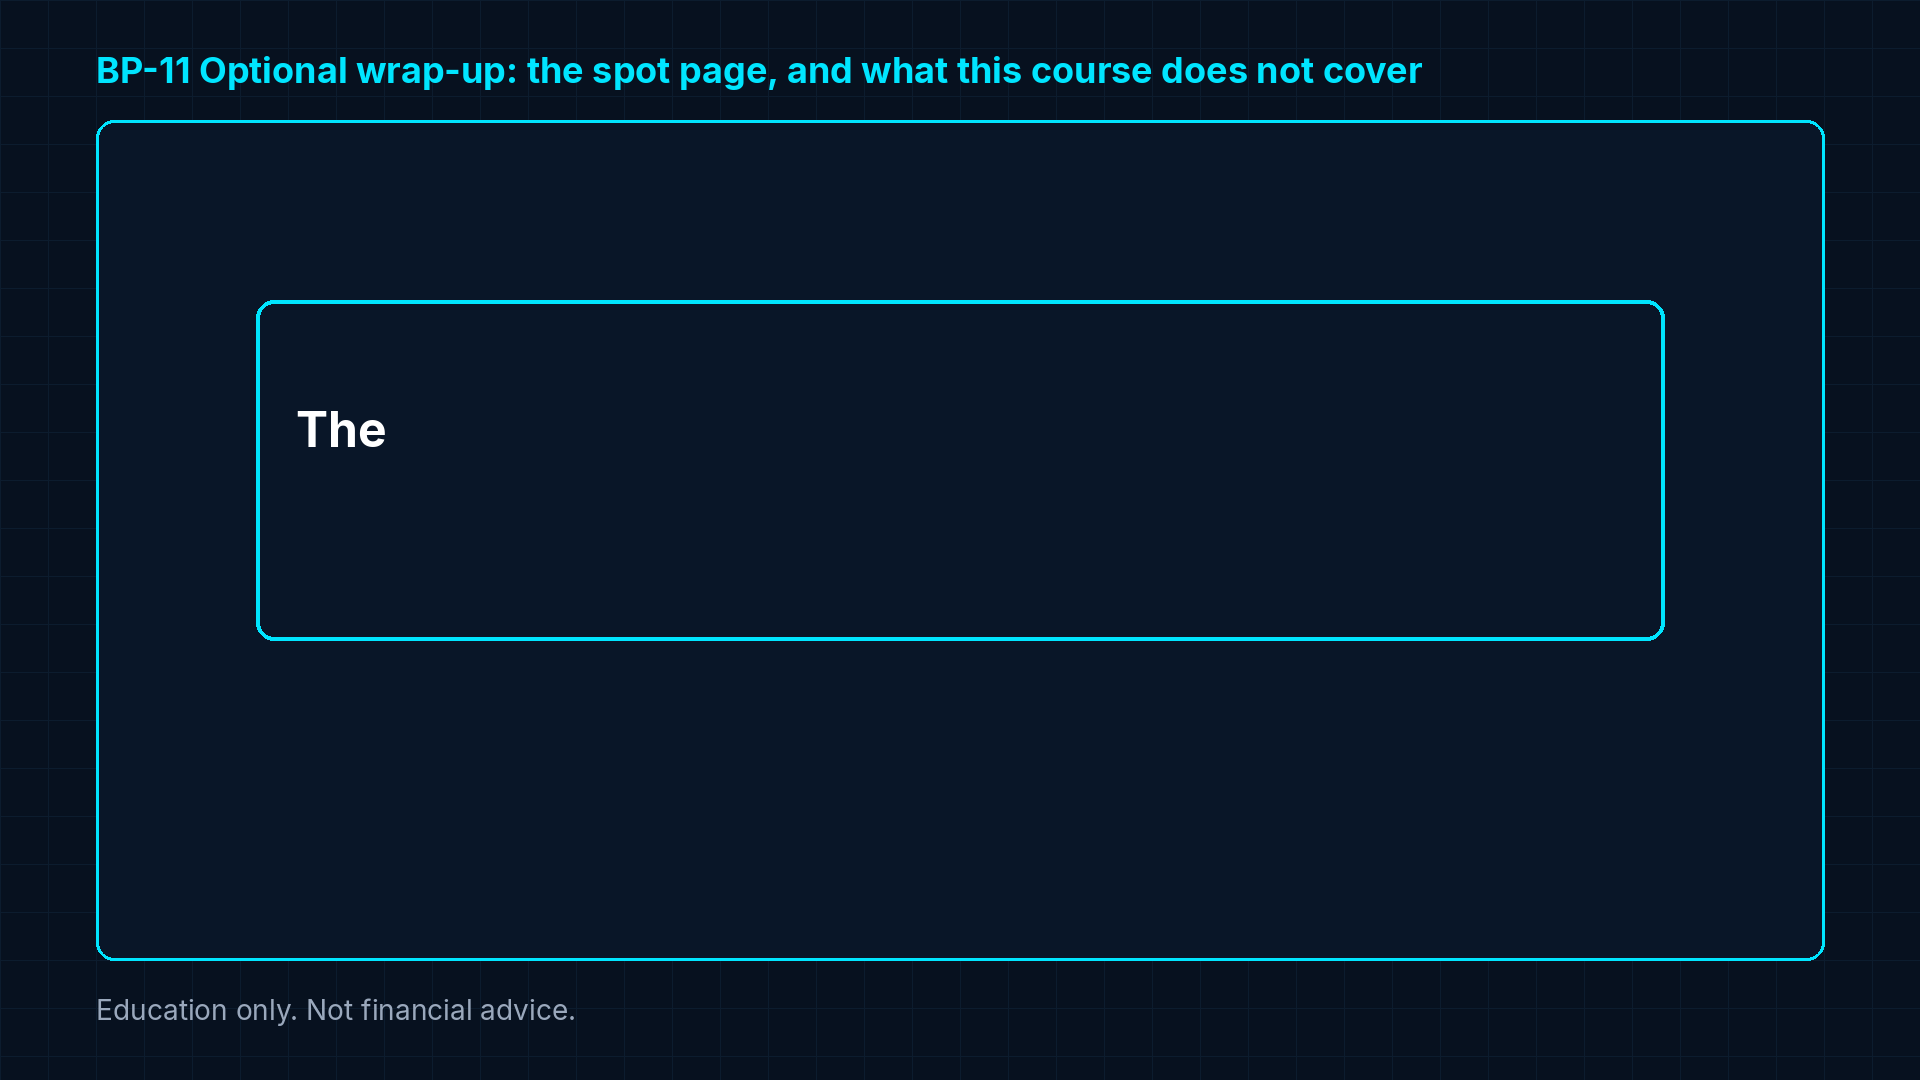 BP-11 Optional wrap-up: the spot page, and what this course does not cover
The
Education only. Not financial advice.